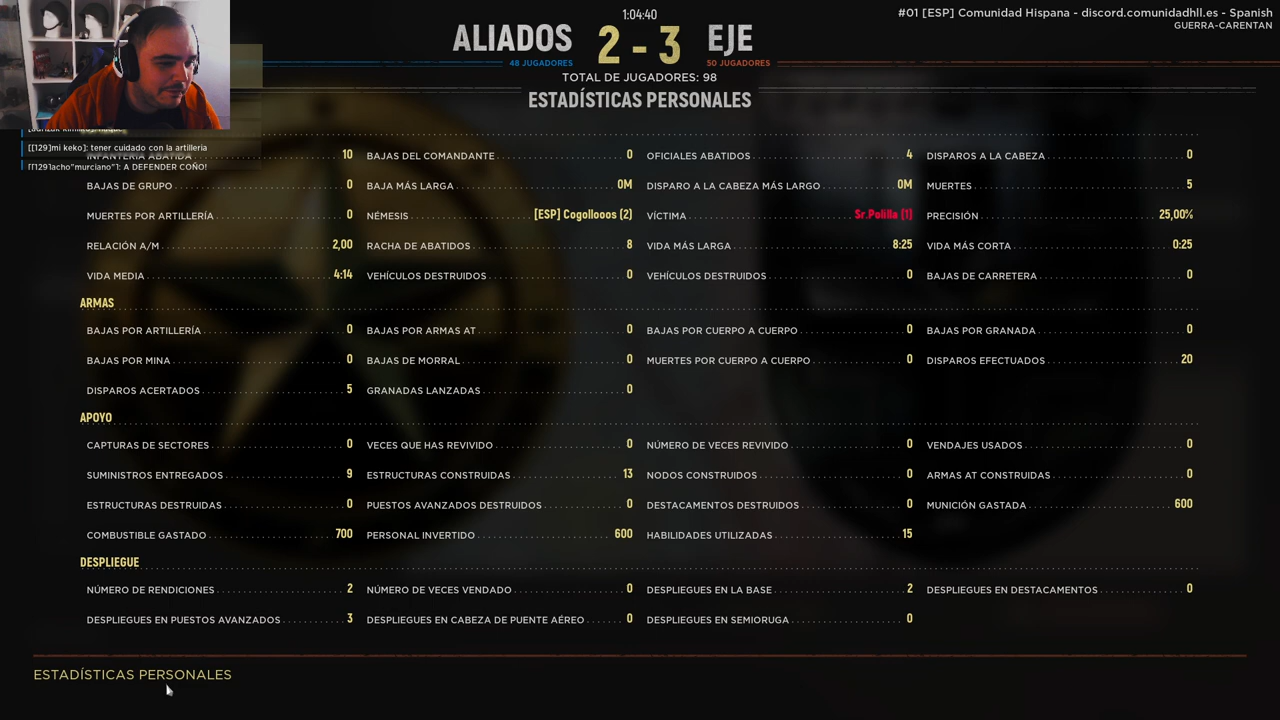 1:04:40
#01 [ESP] Comunidad Hispana - discord.comunidadhll.es - Spanish
GUERRA-CARENTAN
ALIADOS 2 - 3 EJE
48 JUGADORES 50 JUGADORES
TOTAL DE JUGADORES: 98
ESTADÍSTICAS PERSONALES
[[129]mi keko]: tener cuidado con la artilleria
[[129]acho"murciano"]: A DEFENDER COÑO!
INFANTERÍA ABATIDA 10 BAJAS DEL COMANDANTE 0 OFICIALES ABATIDOS 4 DISPAROS A LA CABEZA 0
BAJAS DE GRUPO 0 BAJA MÁS LARGA 0M DISPARO A LA CABEZA MÁS LARGO 0M MUERTES 5
MUERTES POR ARTILLERÍA 0 NÉMESIS [ESP] Cogollooos (2) VÍCTIMA Sr.Polilla (1) PRECISIÓN 25,00%
RELACIÓN A/M 2,00 RACHA DE ABATIDOS 8 VIDA MÁS LARGA 8:25 VIDA MÁS CORTA 0:25
VIDA MEDIA 4:14 VEHÍCULOS DESTRUIDOS 0 VEHÍCULOS DESTRUIDOS 0 BAJAS DE CARRETERA 0
ARMAS
BAJAS POR ARTILLERÍA 0 BAJAS POR ARMAS AT 0 BAJAS POR CUERPO A CUERPO 0 BAJAS POR GRANADA 0
BAJAS POR MINA 0 BAJAS DE MORRAL 0 MUERTES POR CUERPO A CUERPO 0 DISPAROS EFECTUADOS 20
DISPAROS ACERTADOS 5 GRANADAS LANZADAS 0
APOYO
CAPTURAS DE SECTORES 0 VECES QUE HAS REVIVIDO 0 NÚMERO DE VECES REVIVIDO 0 VENDAJES USADOS 0
SUMINISTROS ENTREGADOS 9 ESTRUCTURAS CONSTRUIDAS 13 NODOS CONSTRUIDOS 0 ARMAS AT CONSTRUIDAS 0
ESTRUCTURAS DESTRUIDAS 0 PUESTOS AVANZADOS DESTRUIDOS 0 DESTACAMENTOS DESTRUIDOS 0 MUNICIÓN GASTADA 600
COMBUSTIBLE GASTADO 700 PERSONAL INVERTIDO 600 HABILIDADES UTILIZADAS 15
DESPLIEGUE
NÚMERO DE RENDICIONES 2 NÚMERO DE VECES VENDADO 0 DESPLIEGUES EN LA BASE 2 DESPLIEGUES EN DESTACAMENTOS 0
DESPLIEGUES EN PUESTOS AVANZADOS 3 DESPLIEGUES EN CABEZA DE PUENTE AÉREO 0 DESPLIEGUES EN SEMIORUGA 0
ESTADÍSTICAS PERSONALES